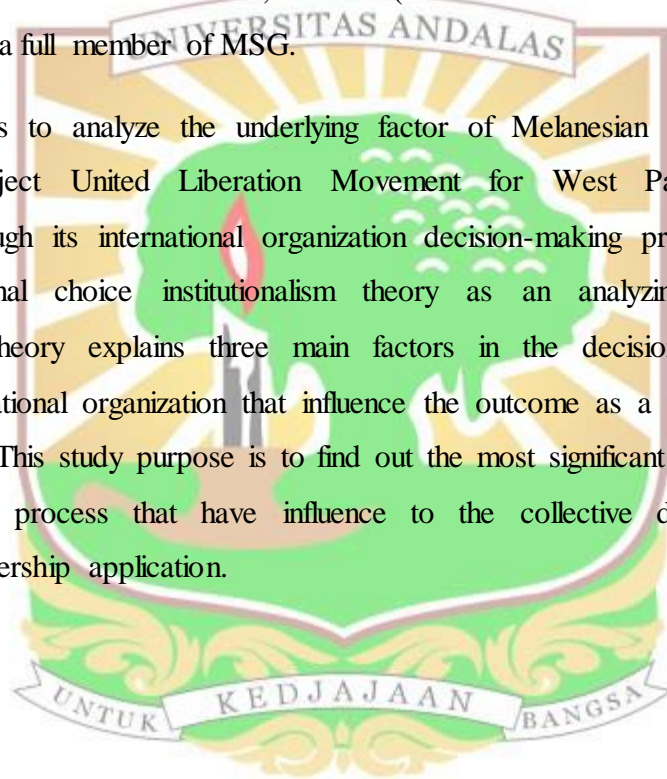 a full member of MSG.
UNIVERSITAS ANDALAS
s to analyze the underlying factor of Melanesian
ject United Liberation Movement for West Pa
ugh its international organization decision-making pr
nal choice institutionalism theory as an analyzin
heory explains three main factors in the decision
ational organization that influence the outcome as a
This study purpose is to find out the most significant
process that have influence to the collective d
ership application.
UNTUK KEDJAJAAN BANGSA